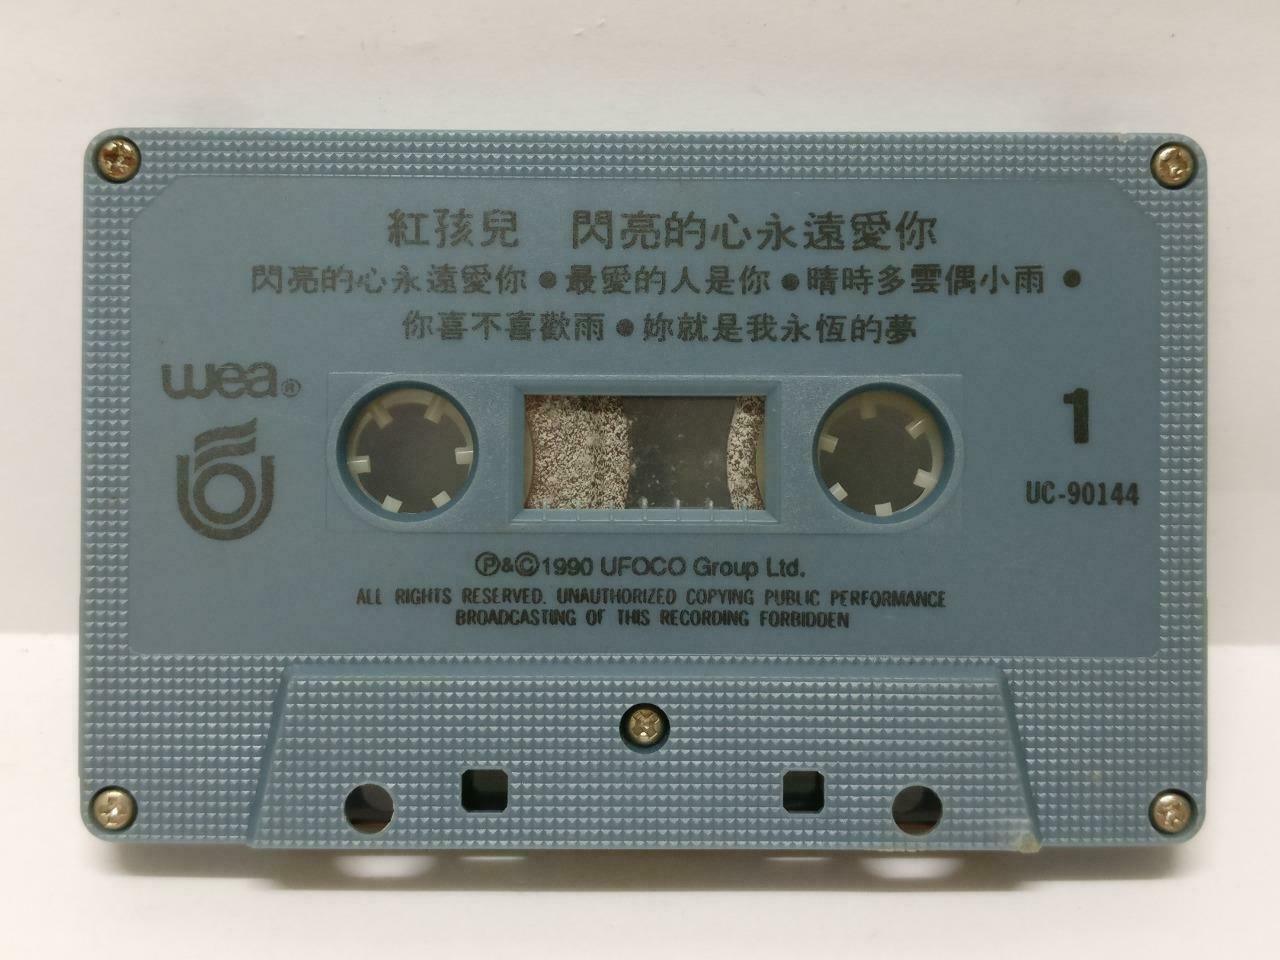 紅孩兒 閃亮的心永遠愛你
閃亮的心永遠愛你●最愛的人是你●晴時多雲偶小雨●
你喜不喜歡雨●妳就是我永恆的夢
wea®
1
UC-90144
Ⓟ&©1990 UFOCO Group Ltd.
ALL RIGHTS RESERVED. UNAUTHORIZED COPYING PUBLIC PERFORMANCE
BROADCASTING OF THIS RECORDING FORBIDDEN